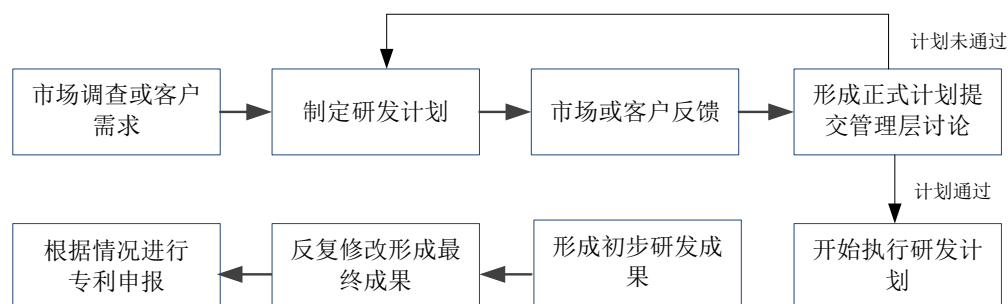 计划未通过
市场调查或客户
需求
制定研发计划
市场或客户反馈
形成正式计划提
交管理层讨论
计划通过
根据情况进行
专利申报
反复修改形成最
终成果
形成初步研发成
果
开始执行研发计
划